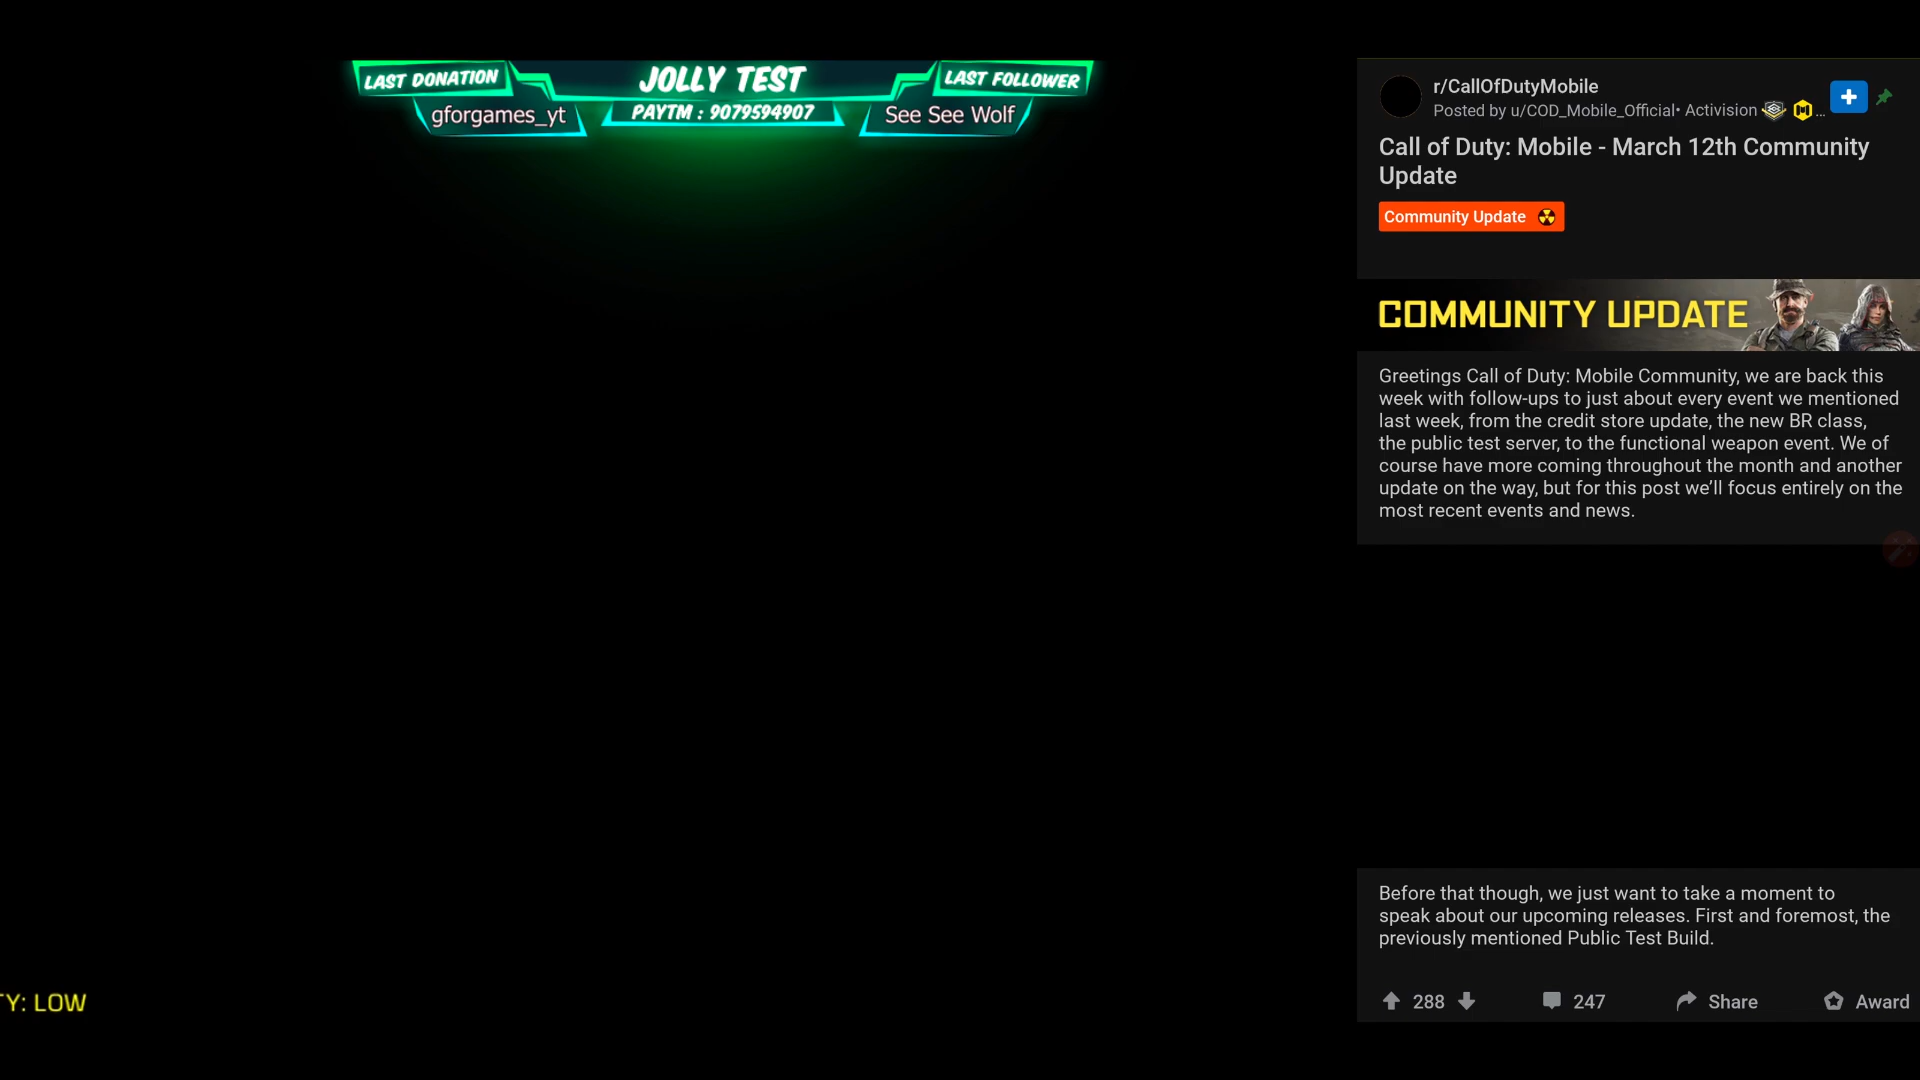 LAST DONATION
JOLLY TEST
LAST FOLLOWER
gforgames_yt
PAYTM : 9079594907
See See Wolf
r/CallOfDutyMobile
Posted by u/COD_Mobile_Official• Activision ...
Call of Duty: Mobile - March 12th Community
Update
Community Update
COMMUNITY UPDATE
Greetings Call of Duty: Mobile Community, we are back this
week with follow-ups to just about every event we mentioned
last week, from the credit store update, the new BR class,
the public test server, to the functional weapon event. We of
course have more coming throughout the month and another
update on the way, but for this post we’ll focus entirely on the
most recent events and news.
Before that though, we just want to take a moment to
speak about our upcoming releases. First and foremost, the
previously mentioned Public Test Build.
288
247
Share
Award
TY: LOW